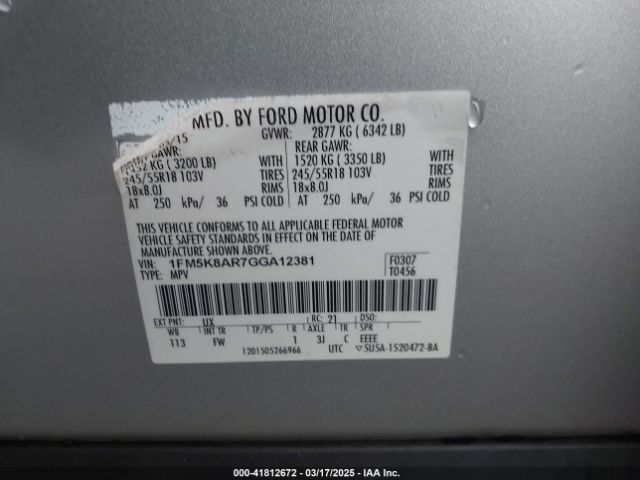 MFD. BY FORD MOTOR CO.
/15 GVWR: 2877 KG ( 6342 LB)
GAWR: REAR GAWR:
KG ( 3200 LB) WITH 1520 KG ( 3350 LB) WITH
245/55R18 103V TIRES 245/55R18 103V TIRES
18x8.0J RIMS 18x8.0J RIMS
AT 250 kPa/ 36 PSI COLD AT 250 kPa/ 36 PSI COLD
THIS VEHICLE CONFORMS TO ALL APPLICABLE FEDERAL MOTOR
VEHICLE SAFETY STANDARDS IN EFFECT ON THE DATE OF
MANUFACTURE SHOWN ABOVE.
VIN: 1FM5K8AR7GGA12381 F0307
TYPE: MPV T0456
EXT PNT: UX RC: 21 DSO:
WB INT TR TP/PS R AXLE TR SPR
113 FW 1 3J C EEEE
1201505266966 UTC 5U5A-1520472-BA
© - 41812672 - 03/17/2025 - IAA Inc.